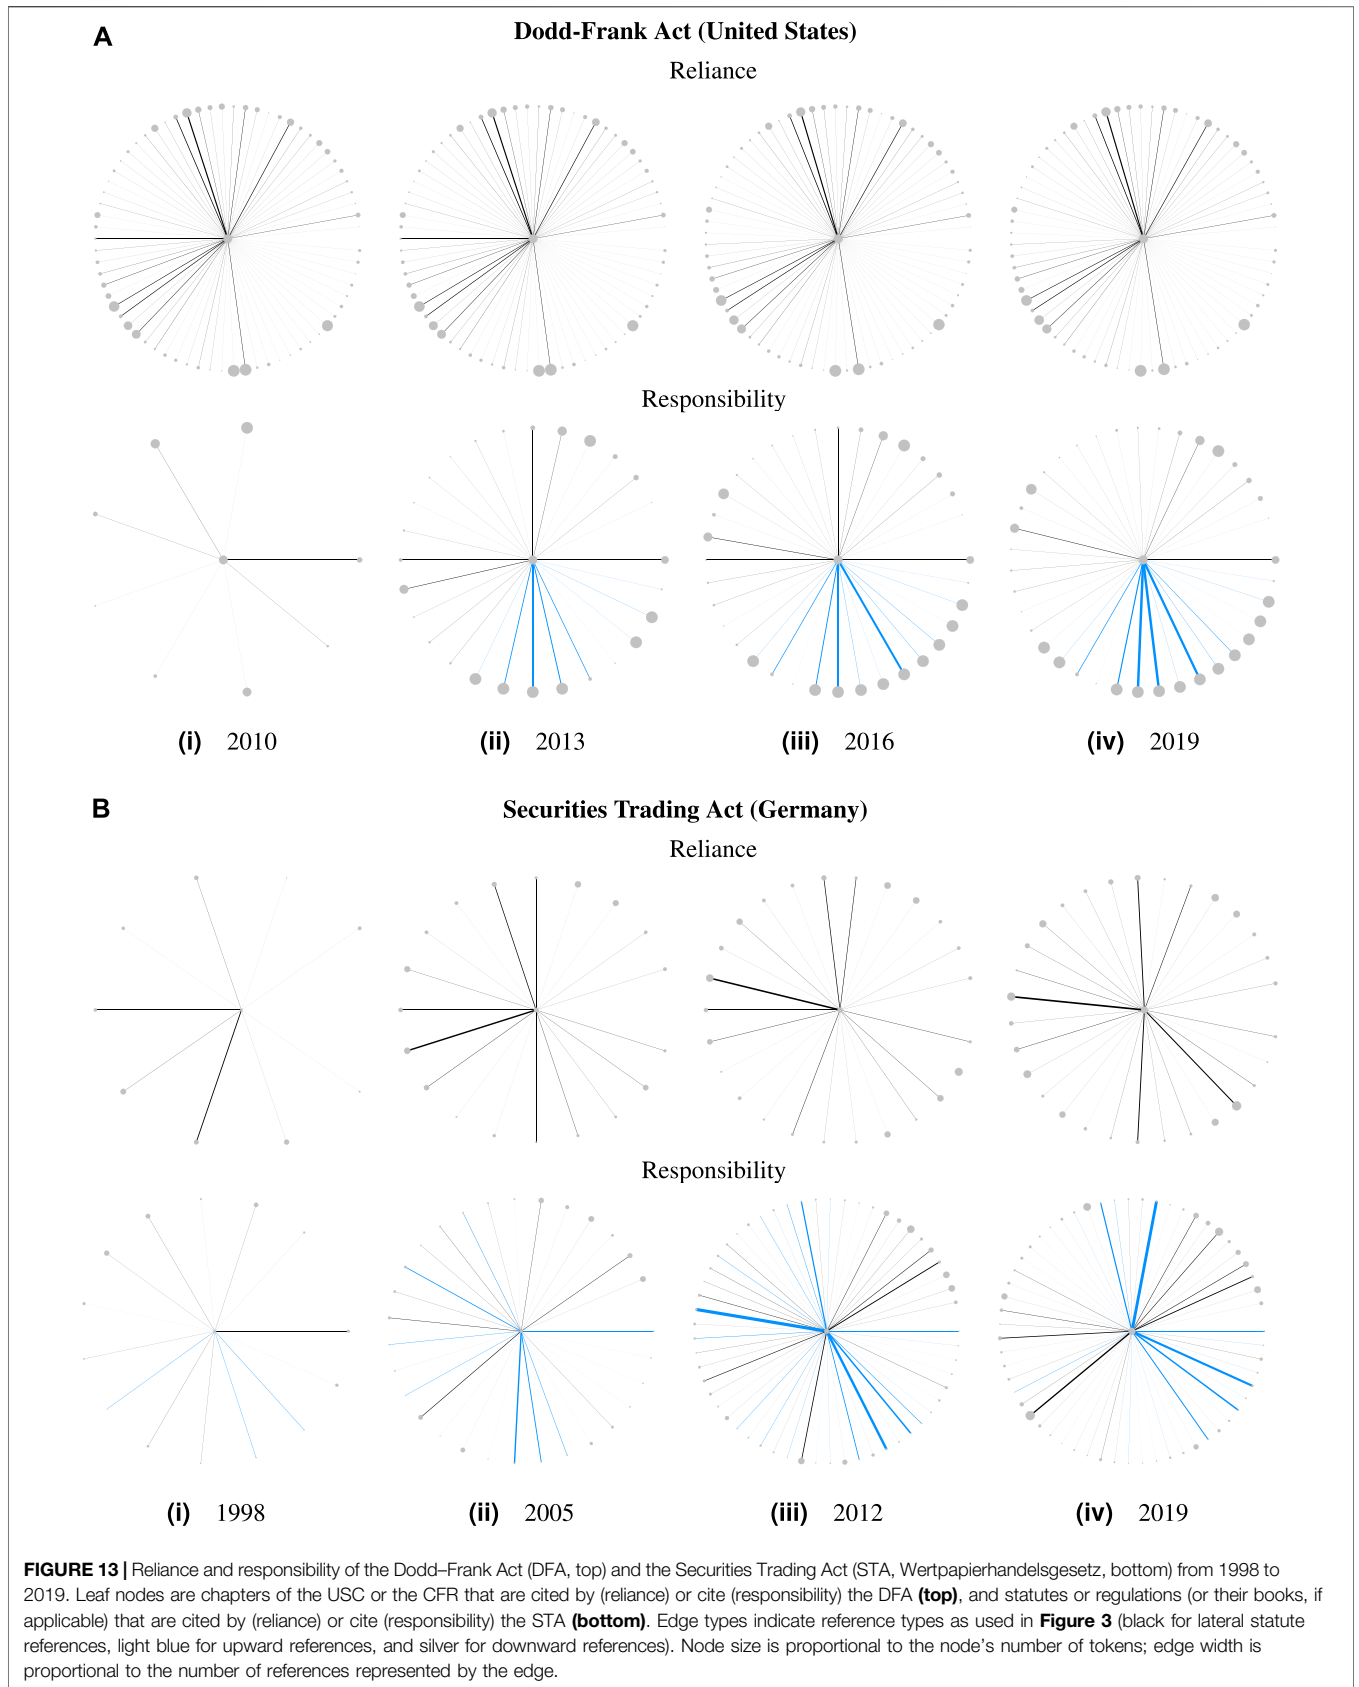 A
Dodd-Frank Act (United States)
Reliance
Responsibility
(i) 2010
(ii) 2013
(iii) 2016
(iv) 2019
B
Securities Trading Act (Germany)
Reliance
Responsibility
(i) 1998
(ii) 2005
(iii) 2012
(iv) 2019
FIGURE 13 | Reliance and responsibility of the Dodd–Frank Act (DFA, top) and the Securities Trading Act (STA, Wertpapierhandelsgesetz, bottom) from 1998 to
2019. Leaf nodes are chapters of the USC or the CFR that are cited by (reliance) or cite (responsibility) the DFA (top), and statutes or regulations (or their books, if
applicable) that are cited by (reliance) or cite (responsibility) the STA (bottom). Edge types indicate reference types as used in Figure 3 (black for lateral statute
references, light blue for upward references, and silver for downward references). Node size is proportional to the node's number of tokens; edge width is
proportional to the number of references represented by the edge.